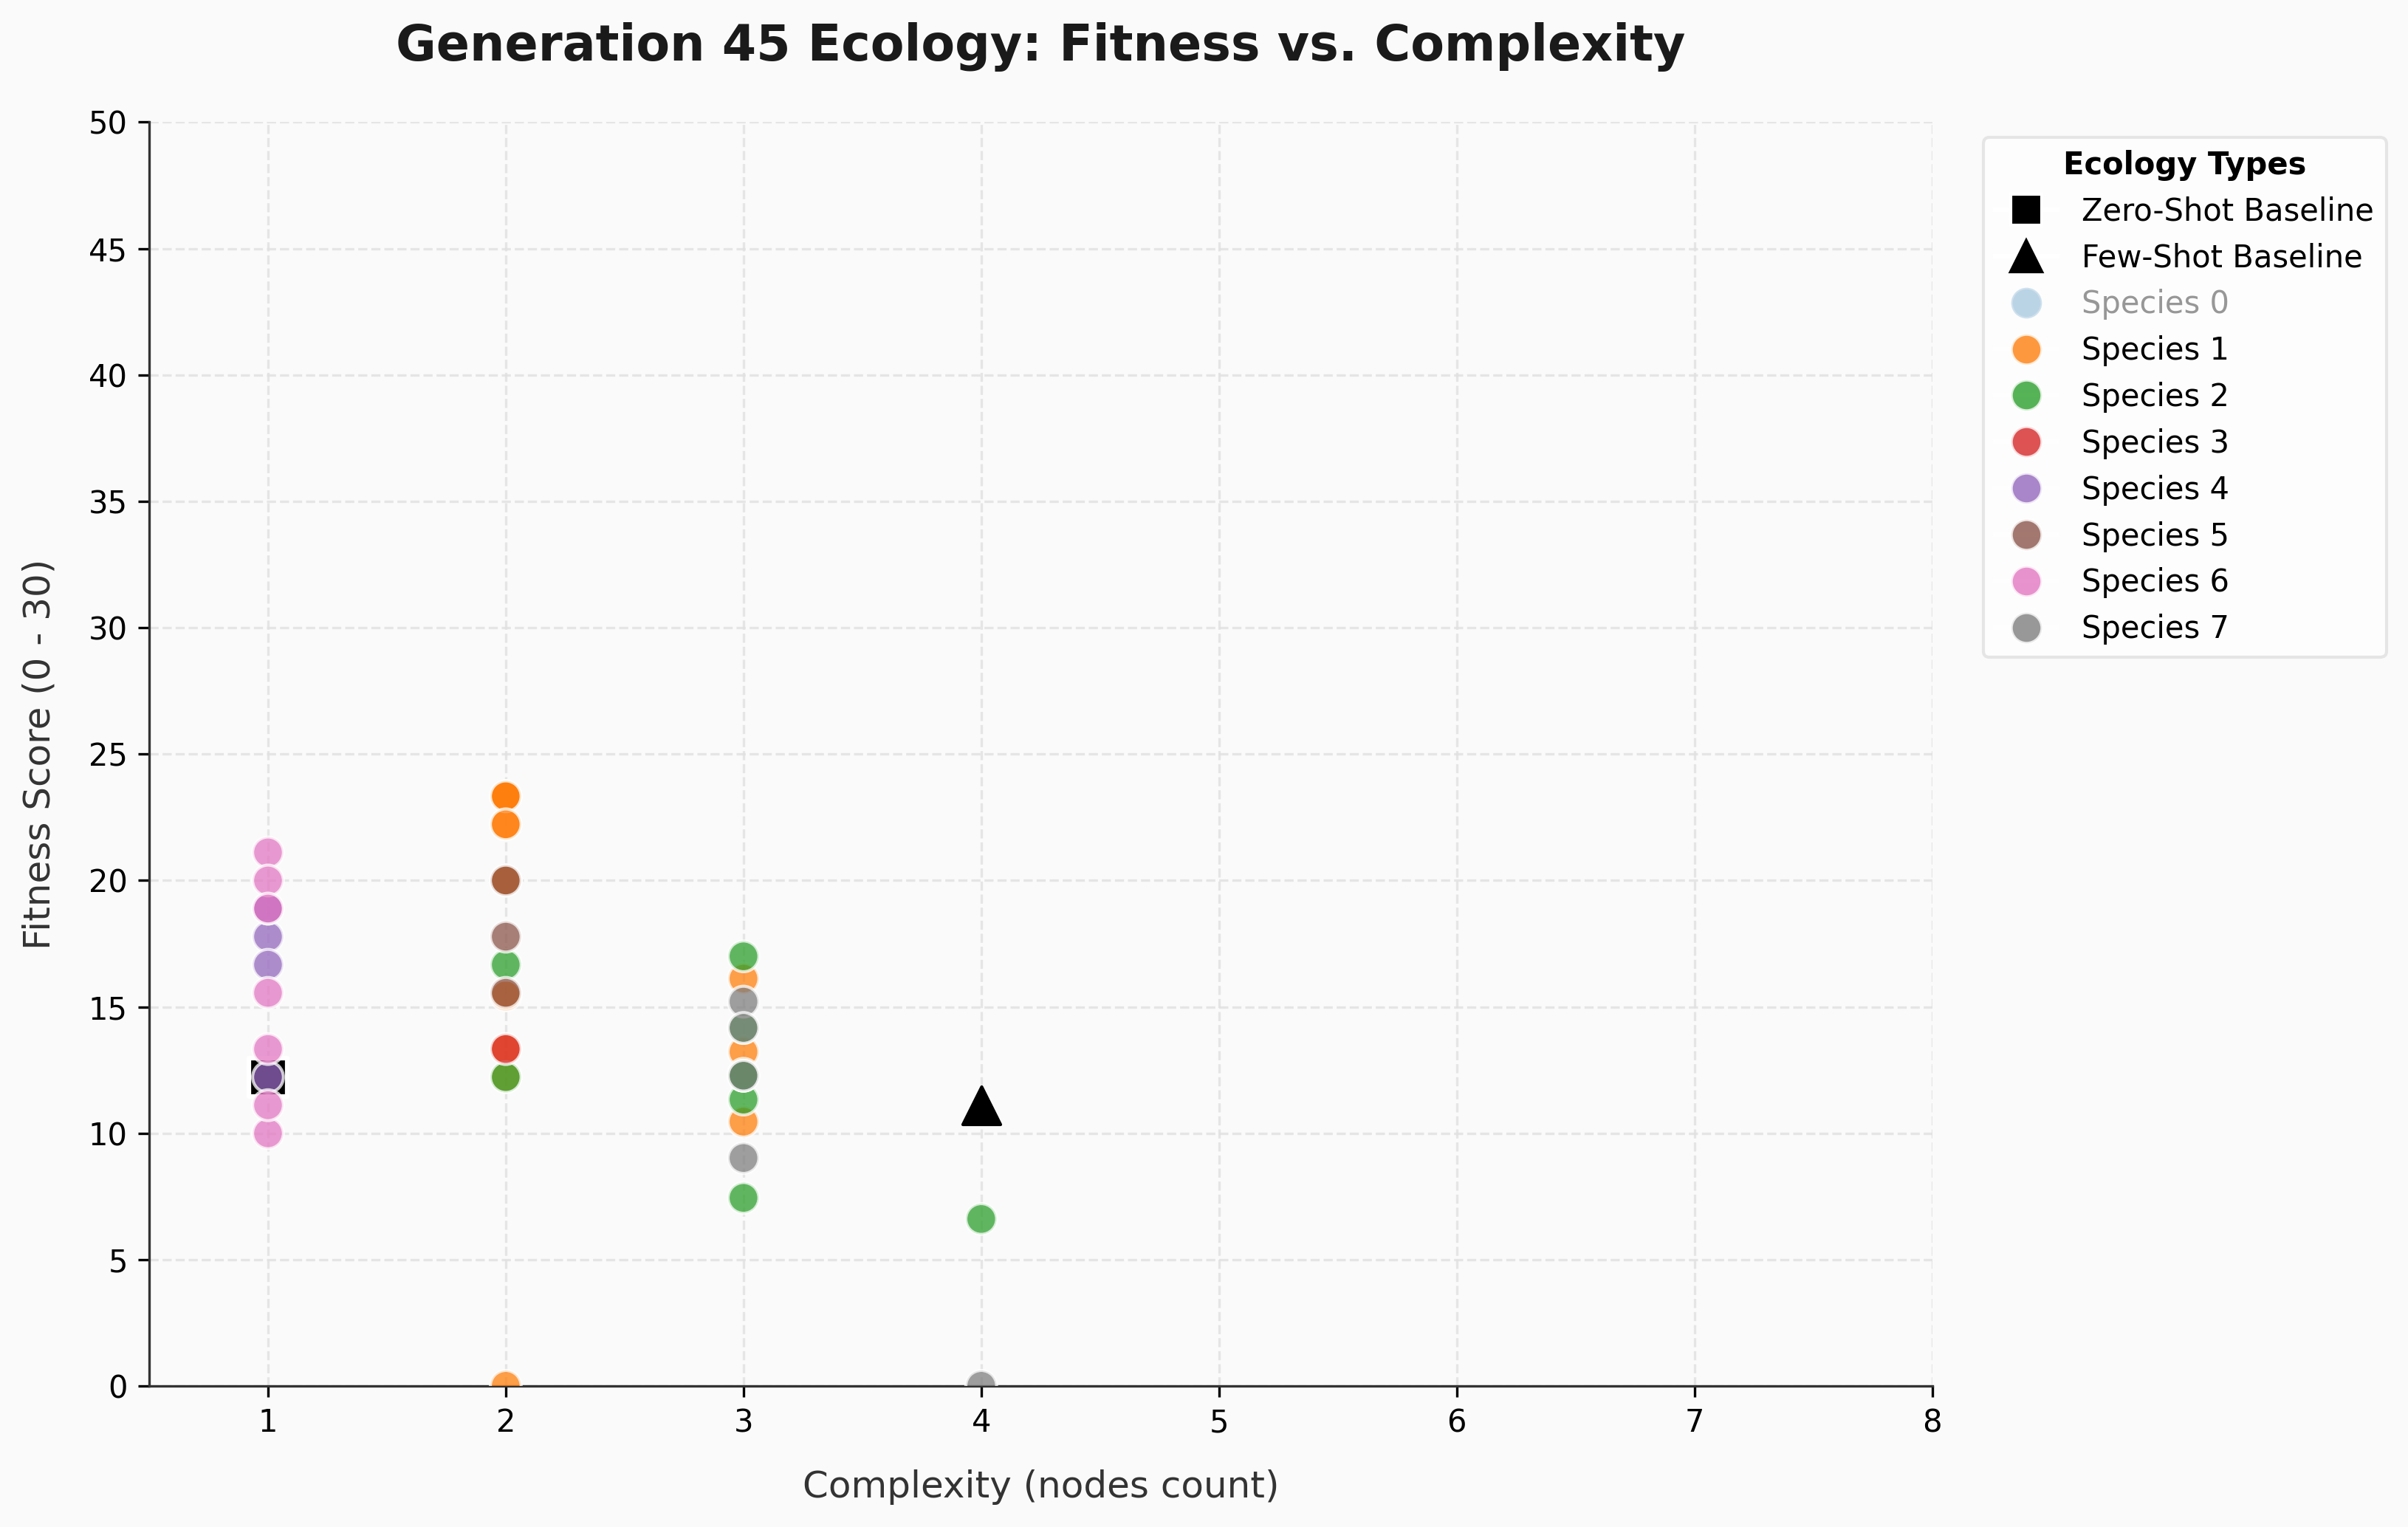 Generation 45 Ecology: Fitness vs. Complexity
50
45
40
35
30
25
20
15
10
5
0
Fitness Score (0 - 30)
1 2 3 4 5 6 7 8
Complexity (nodes count)
Ecology Types
Zero-Shot Baseline
Few-Shot Baseline
Species 0
Species 1
Species 2
Species 3
Species 4
Species 5
Species 6
Species 7